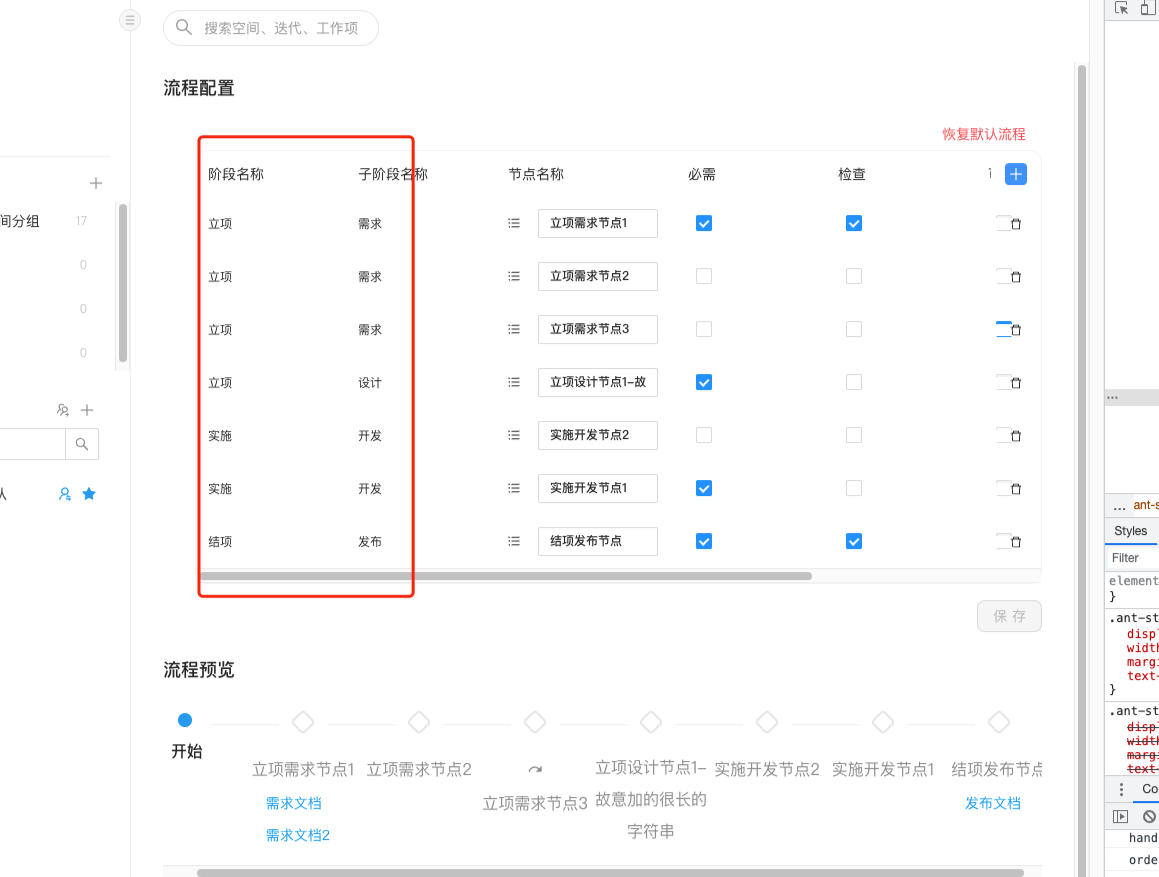 搜索空间、迭代、工作项
流程配置
恢复默认流程
阶段名称 子阶段名称 节点名称 必需 检查
立项 需求 立项需求节点1
立项 需求 立项需求节点2
立项 需求 立项需求节点3
立项 设计 立项设计节点1-故
实施 开发 实施开发节点2
实施 开发 实施开发节点1
结项 发布 结项发布节点
保存
流程预览
开始
立项需求节点1
需求文档
需求文档2
立项需求节点2
立项需求节点3
立项设计节点1-
故意加的很长的
字符串
实施开发节点2
实施开发节点1
结项发布节点
发布文档
间分组 17
0
0
0
... ant-s
Styles
Filter
element
}
.ant-st
disp
width
margi
text-
}
.ant-st
disp
width
margi
text-
Co
hand
orde